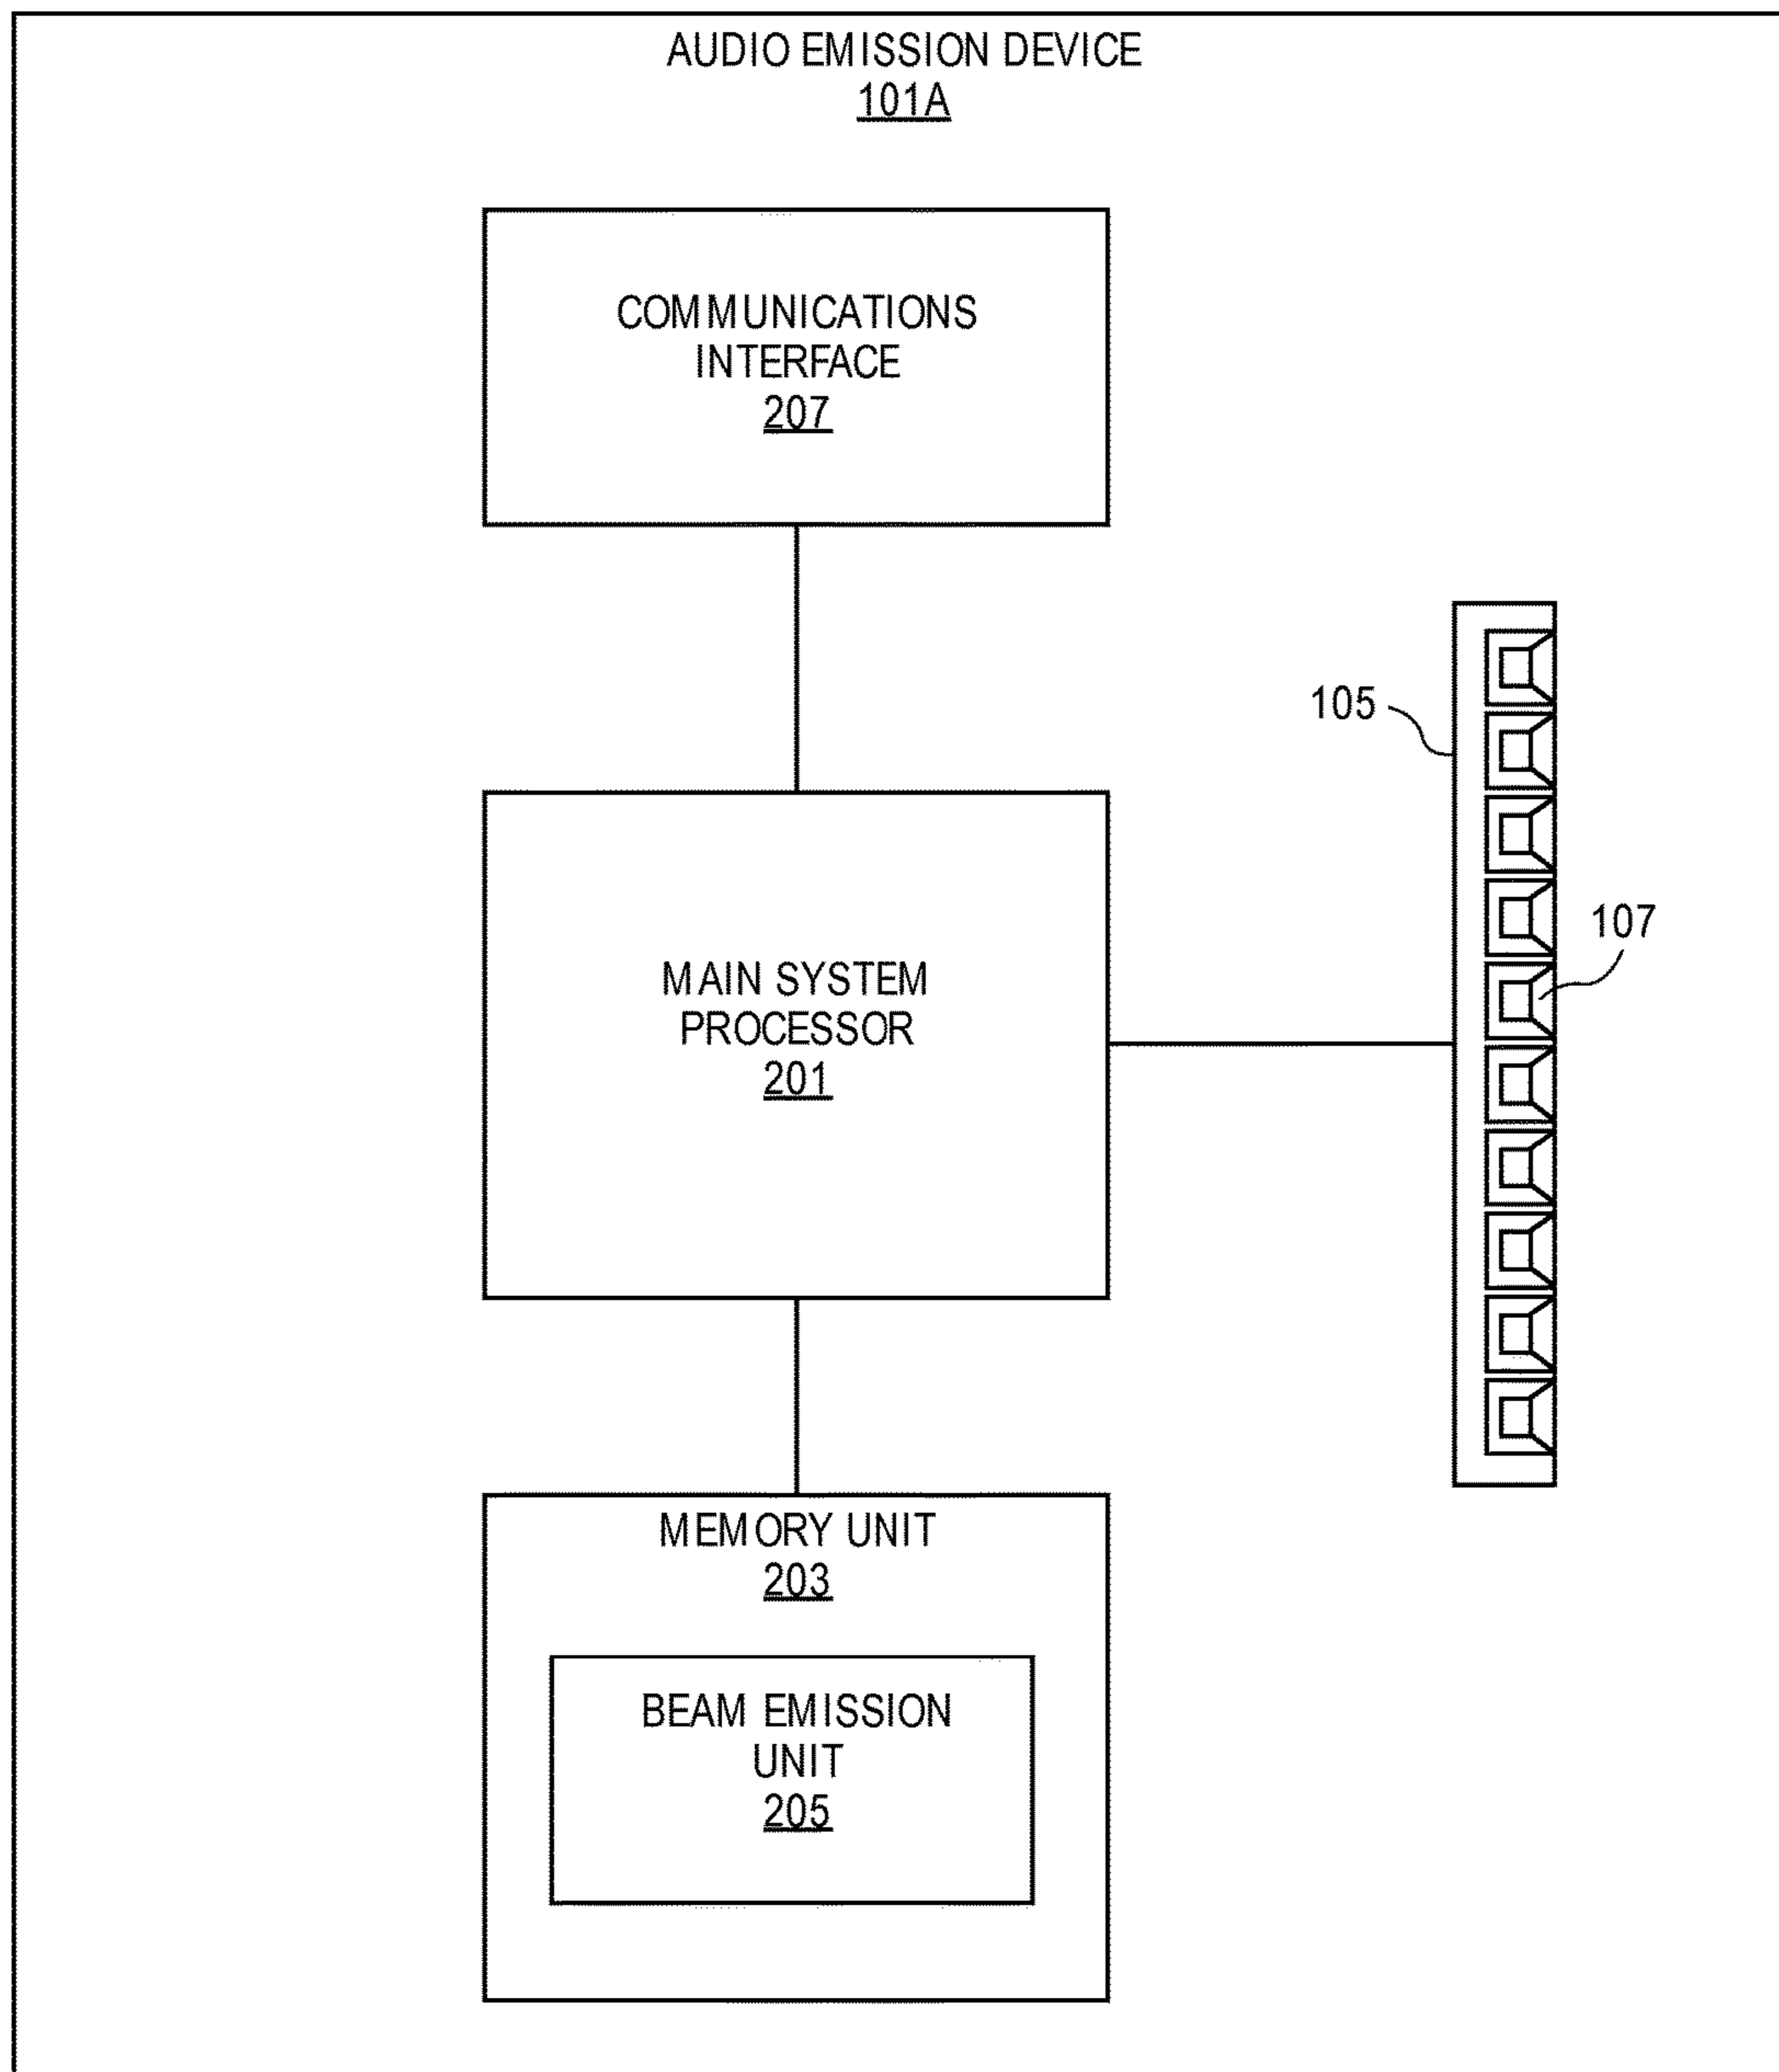 AUDIO EMISSION DEVICE
101A
COMMUNICATIONS
INTERFACE
207
105
107
MAIN SYSTEM
PROCESSOR
201
MEMORY UNIT
203
BEAM EMISSION
UNIT
205